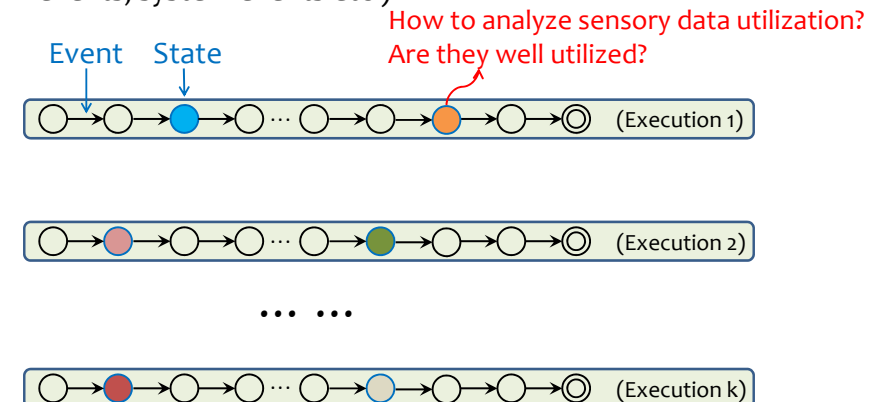 How to analyze sensory data utilization?
Are they well utilized?
Event State
... (Execution 1)
... (Execution 2)
... ...
... (Execution k)